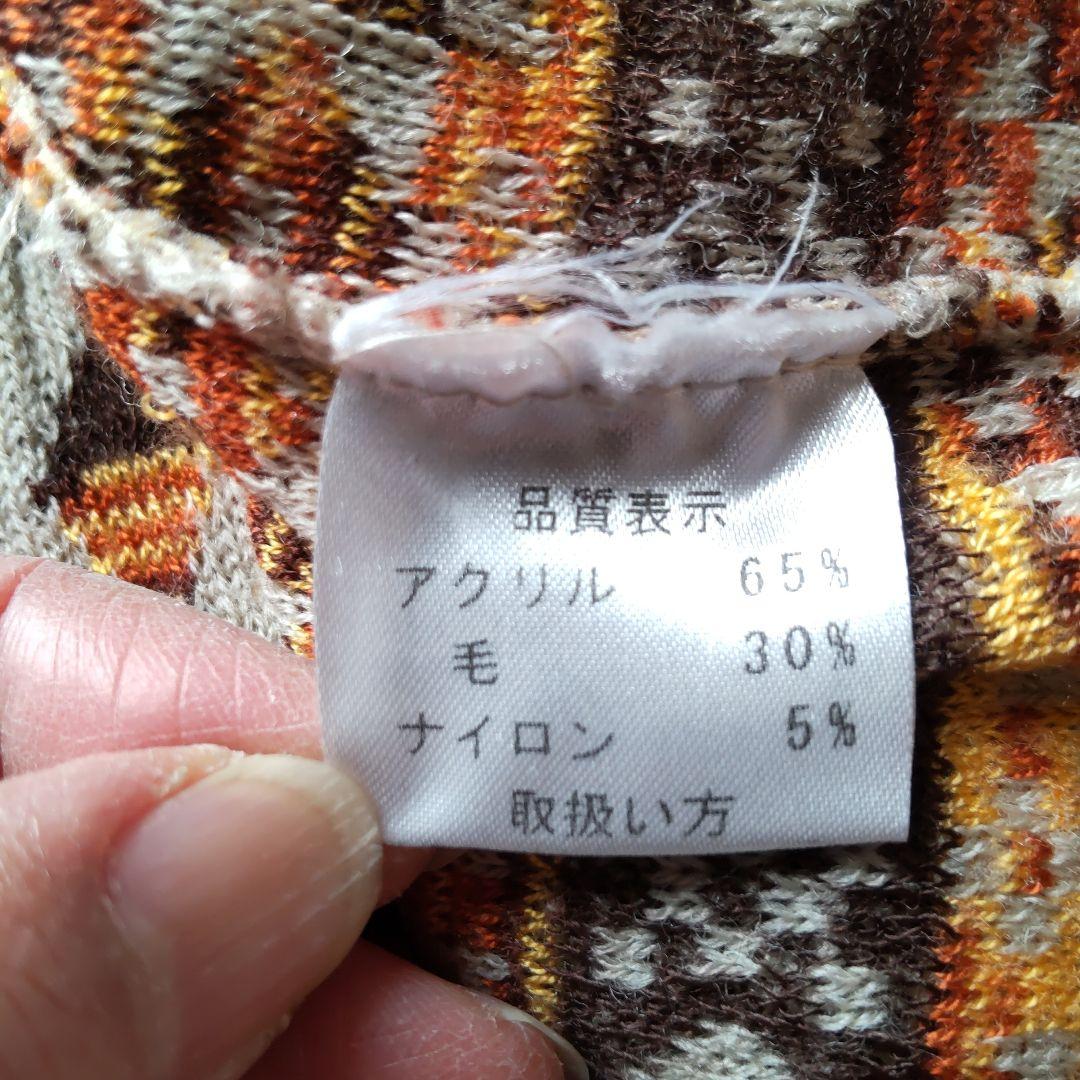 品質表示
アクリル 65%
毛 30%
ナイロン 5%
取扱い方